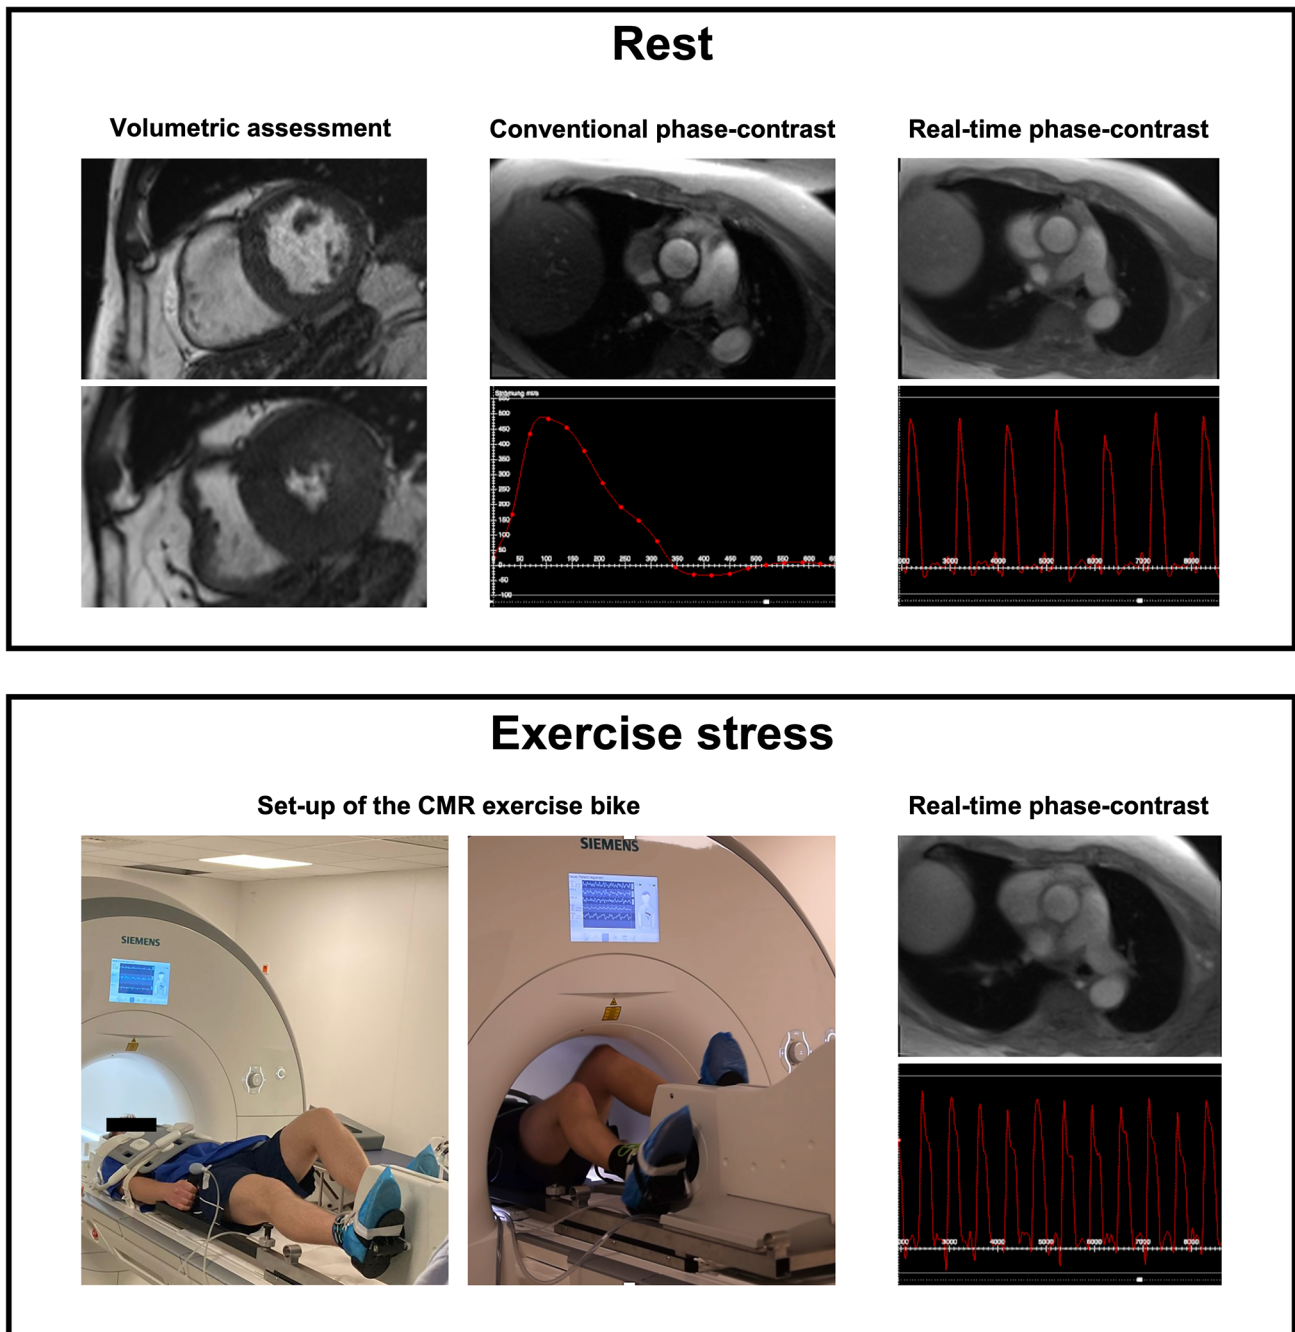 Rest
Volumetric assessment
Conventional phase-contrast
Real-time phase-contrast
Strömung m/s
500
450
400
350
300
250
200
150
100
50
0
-50
-100
50 100 150 200 250 300 350 400 450 500 550 600
3000 4000 5000 6000 7000 8000
Exercise stress
Set-up of the CMR exercise bike
Real-time phase-contrast
SIEMENS
SIEMENS
3000 4000 5000 6000 7000 8000